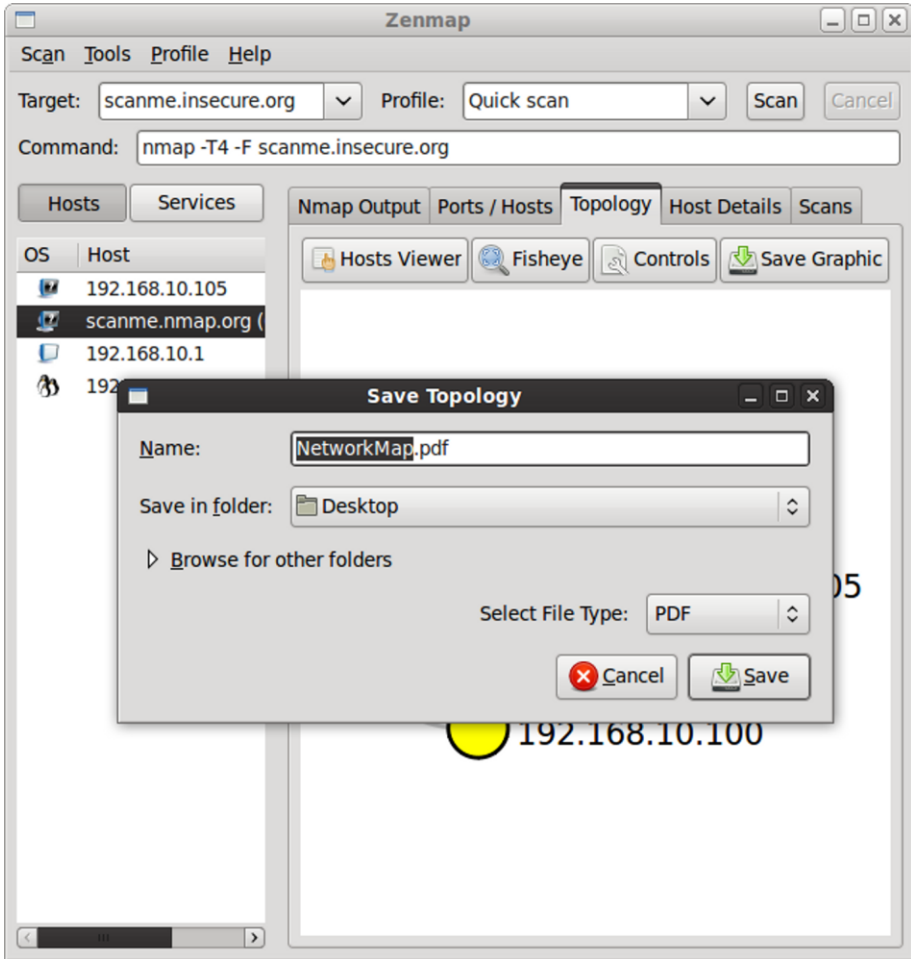 Zenmap
Scan Tools Profile Help
Target: scanme.insecure.org Profile: Quick scan Scan Cancel
Command: nmap -T4 -F scanme.insecure.org
Hosts Services
Nmap Output Ports / Hosts Topology Host Details Scans
Hosts Viewer Fisheye Controls Save Graphic
OS Host
192.168.10.105
scanme.nmap.org (
192.168.10.1
192
Save Topology
Name: NetworkMap.pdf
Save in folder: Desktop
Browse for other folders
05
Select File Type: PDF
Cancel Save
192.168.10.100